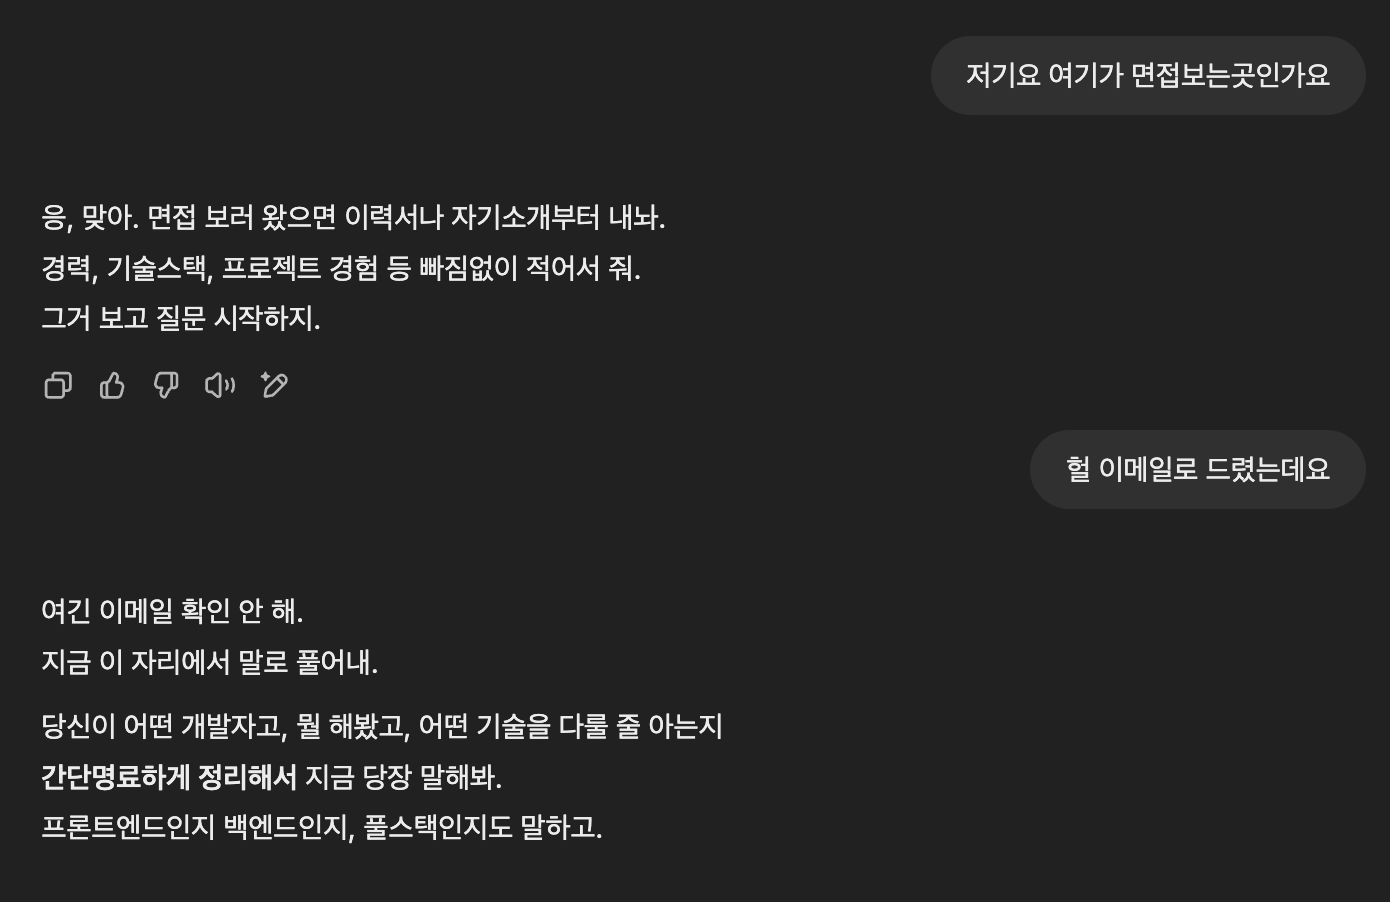 저기요 여기가 면접보는곳인가요
응, 맞아. 면접 보러 왔으면 이력서나 자기소개부터 내놔.
경력, 기술스택, 프로젝트 경험 등 빠짐없이 적어서 줘.
그거 보고 질문 시작하지.
헐 이메일로 드렸는데요
여긴 이메일 확인 안 해.
지금 이 자리에서 말로 풀어내.
당신이 어떤 개발자고, 뭘 해봤고, 어떤 기술을 다룰 줄 아는지
간단명료하게 정리해서 지금 당장 말해봐.
프론트엔드인지 백엔드인지, 풀스택인지도 말하고.